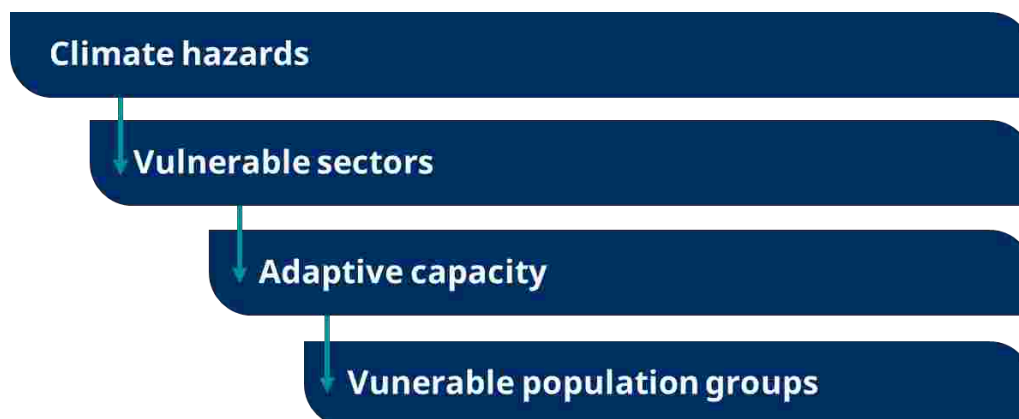 Climate hazards
Vulnerable sectors
Adaptive capacity
Vunerable population groups